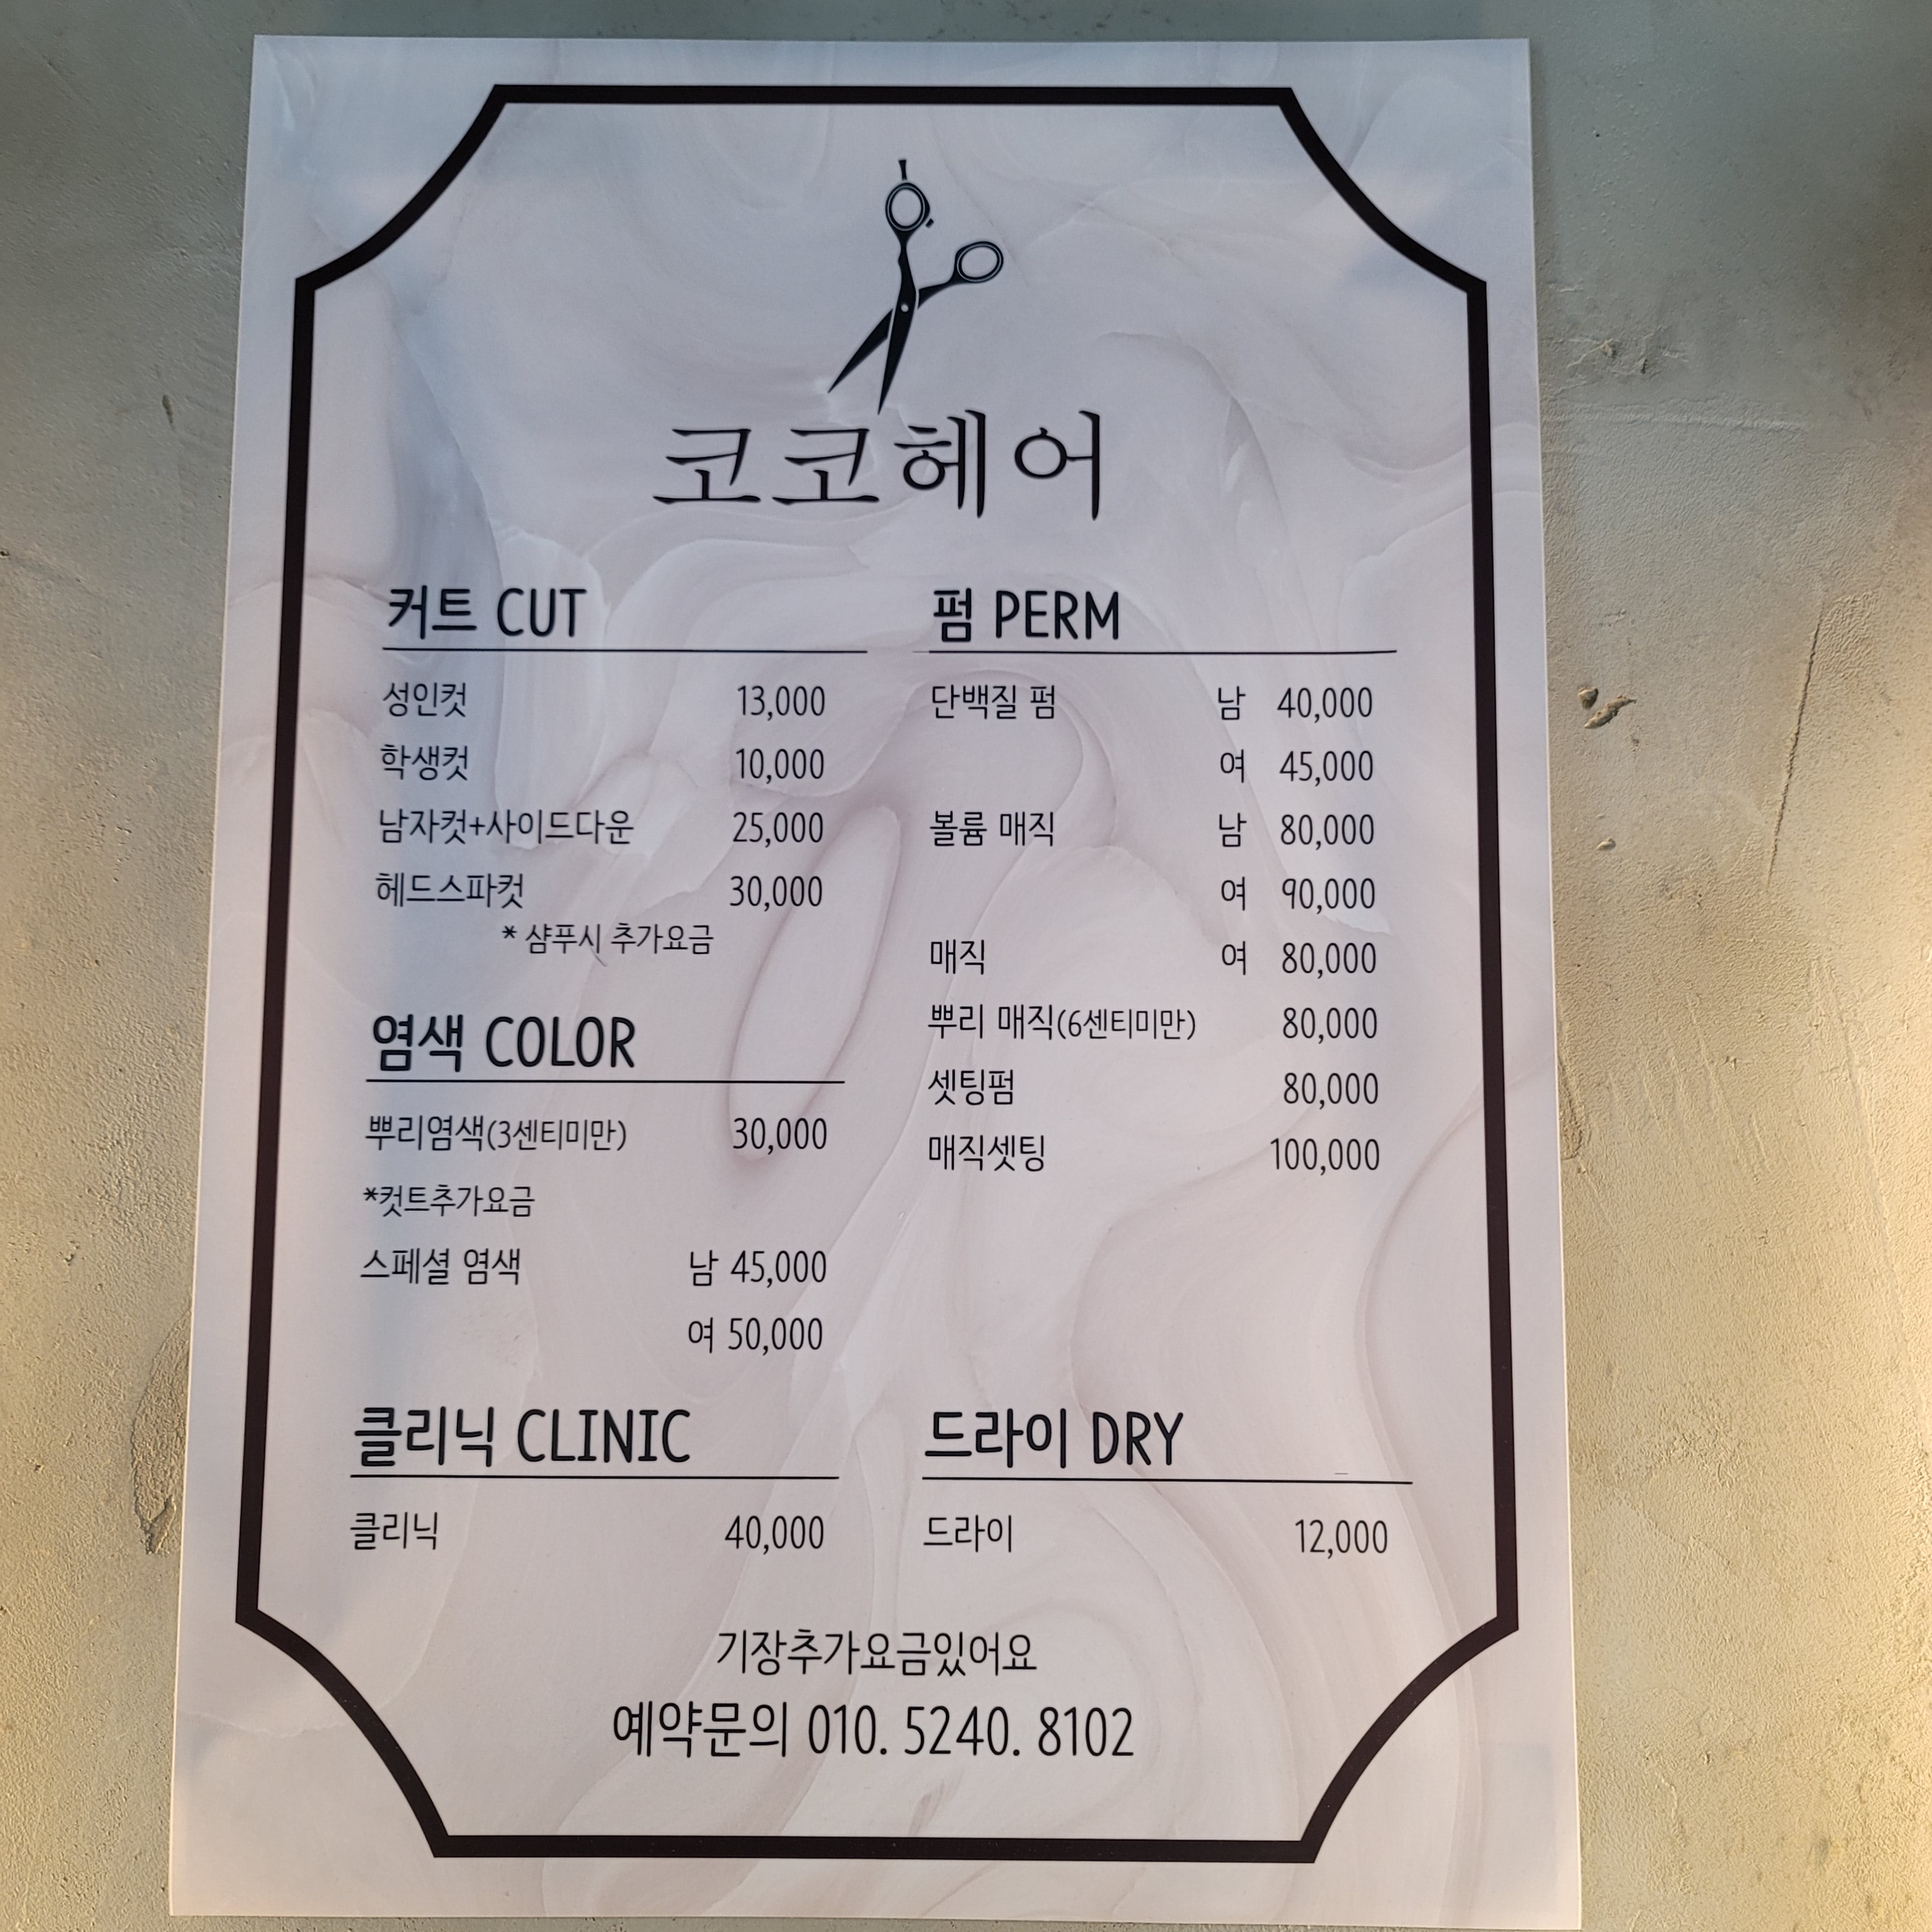 코코헤어
커트 CUT
성인컷 13,000
학생컷 10,000
남자컷+사이드다운 25,000
헤드스파컷 30,000
* 샴푸시 추가요금
염색 COLOR
뿌리염색(3센티미만) 30,000
*컷트추가요금
스페셜 염색 남 45,000
여 50,000
펌 PERM
단백질 펌 남 40,000
여 45,000
볼륨 매직 남 80,000
여 90,000
매직 여 80,000
뿌리 매직(6센티미만) 80,000
셋팅펌 80,000
매직셋팅 100,000
클리닉 CLINIC
클리닉 40,000
드라이 DRY
드라이 12,000
기장추가요금있어요
예약문의 010. 5240. 8102